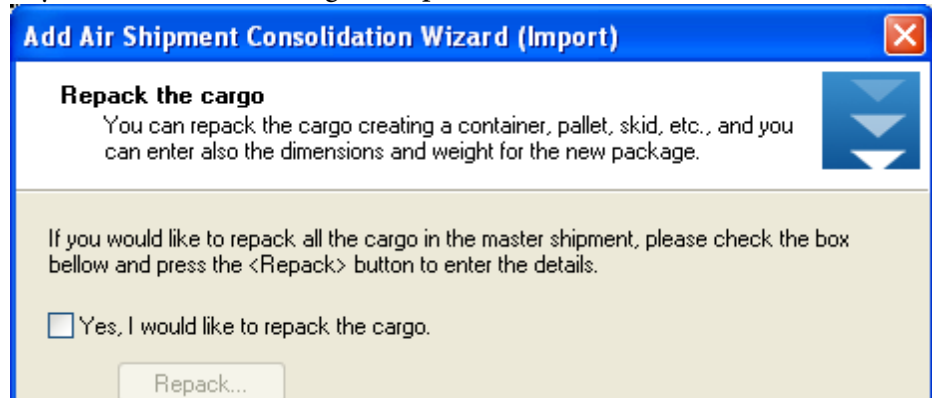 Add Air Shipment Consolidation Wizard (Import)
Repack the cargo
You can repack the cargo creating a container, pallet, skid, etc., and you
can enter also the dimensions and weight for the new package.
If you would like to repack all the cargo in the master shipment, please check the box
bellow and press the <Repack> button to enter the details.
Yes, I would like to repack the cargo.
Repack...